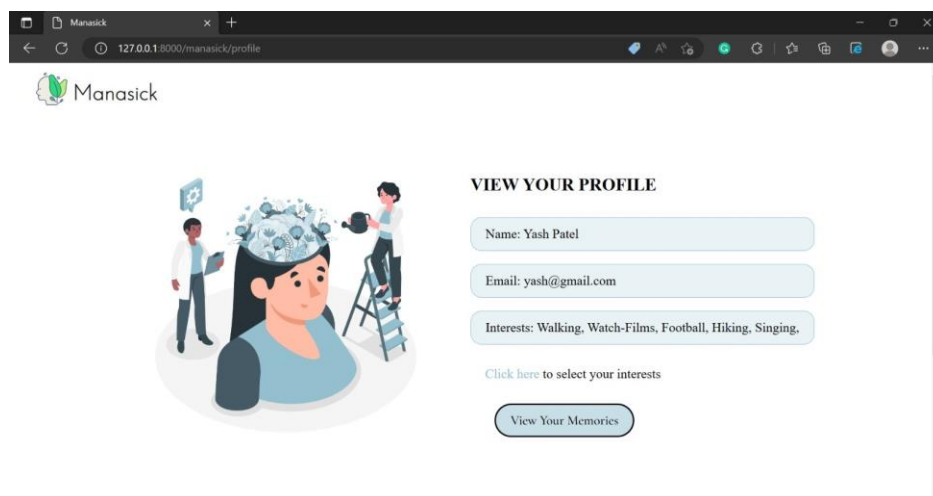 Manasick
127.0.0.1:8000/manasick/profile
Manasick
VIEW YOUR PROFILE
Name: Yash Patel
Email: yash@gmail.com
Interests: Walking, Watch-Films, Football, Hiking, Singing,
Click here to select your interests
View Your Memories